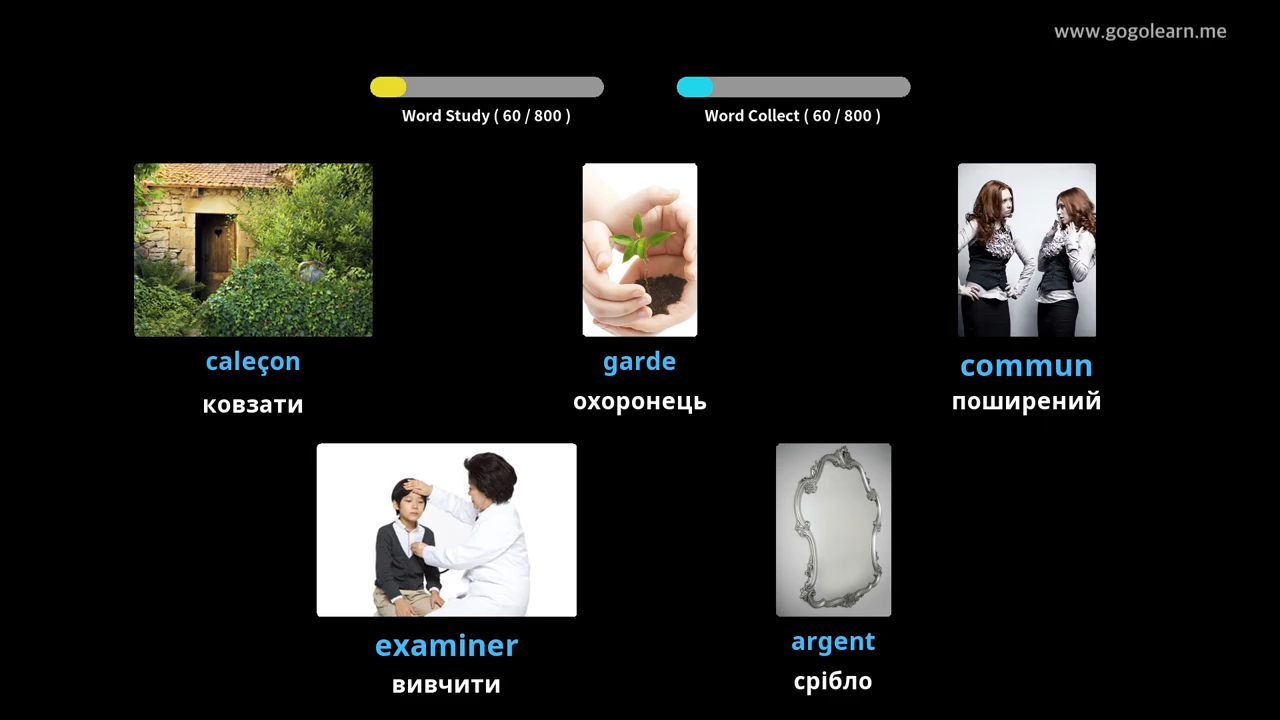 www.gogolearn.me
Word Study ( 60 / 800 )
Word Collect ( 60 / 800 )
caleçon
ковзати
garde
охоронець
commun
поширений
examiner
вивчити
argent
срібло